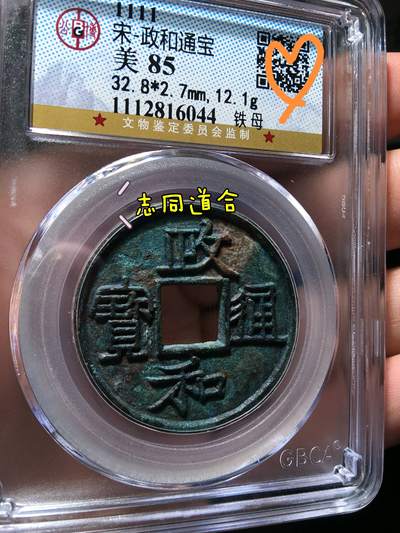 1111
宋-政和通宝
美 85
32.8*2.7mm,12.1g
1112816044 铁母
文物鉴定委员会监制
志同道合
政
寶 通
和
GBCA